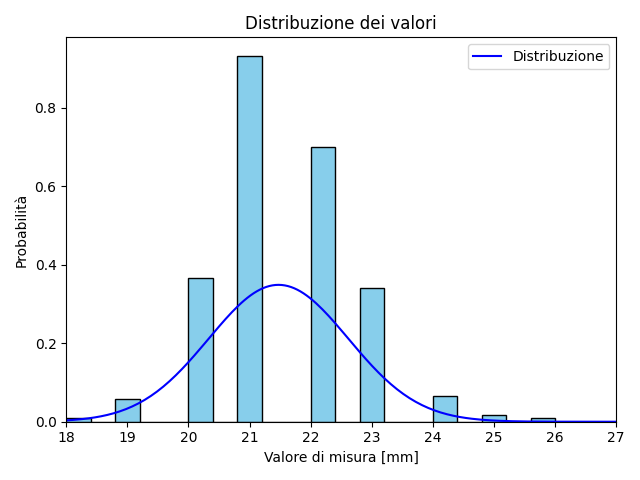 Distribuzione dei valori
Distribuzione
Probabilità
0.8
0.6
0.4
0.2
0.0
18 19 20 21 22 23 24 25 26 27
Valore di misura [mm]